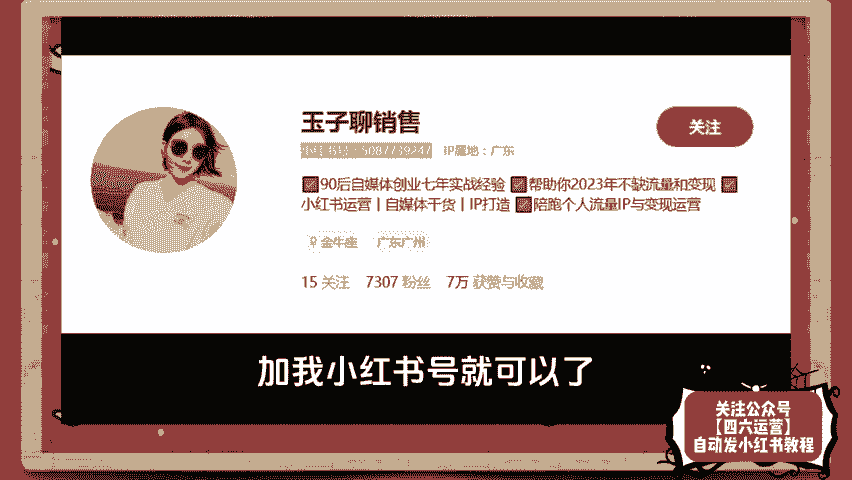 玉子聊销售
关注
小红书号：5087739247 IP属地：广东
90后自媒体创业七年实战经验 帮助你2023年不缺流量和变现
小红书运营丨自媒体干货丨IP打造 陪跑个人流量IP与变现运营
金牛座 广东广州
15 关注 7307 粉丝 7万 获赞与收藏
加我小红书号就可以了
关注公众号
【四六运营】
自动发小红书教程